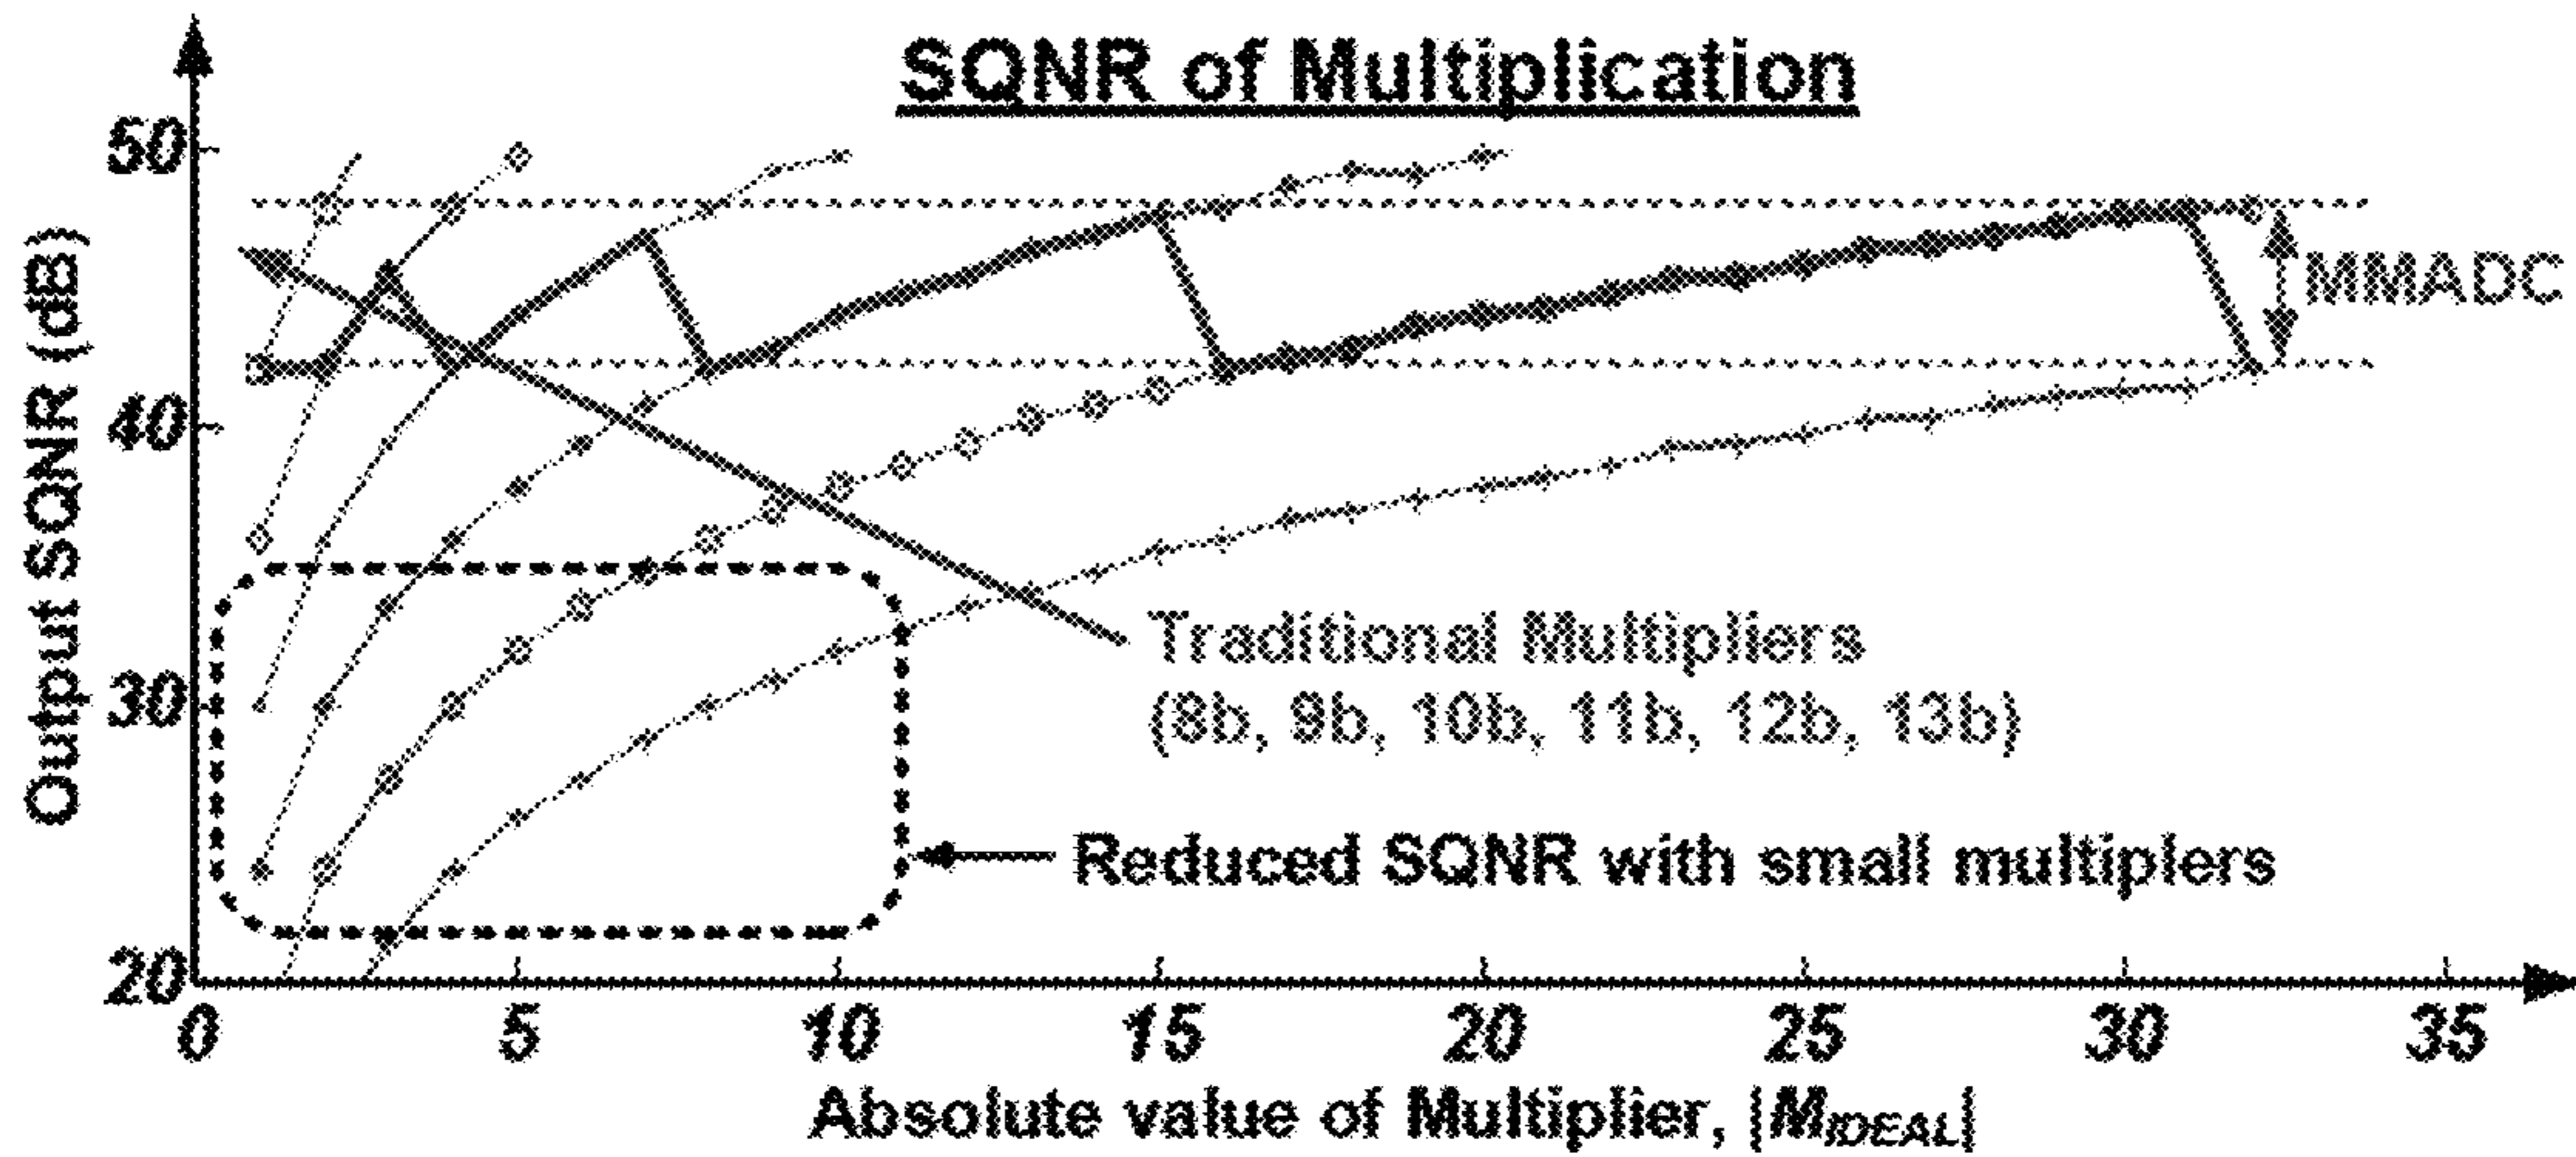 SQNR of Multiplication
50
40
30
20
Output SQNR (dB)
MMADC
Traditional Multipliers
(8b, 9b, 10b, 11b, 12b, 13b)
Reduced SQNR with small multiplers
0 5 10 15 20 25 30 35
Absolute value of Multiplier, |MIDEAL|